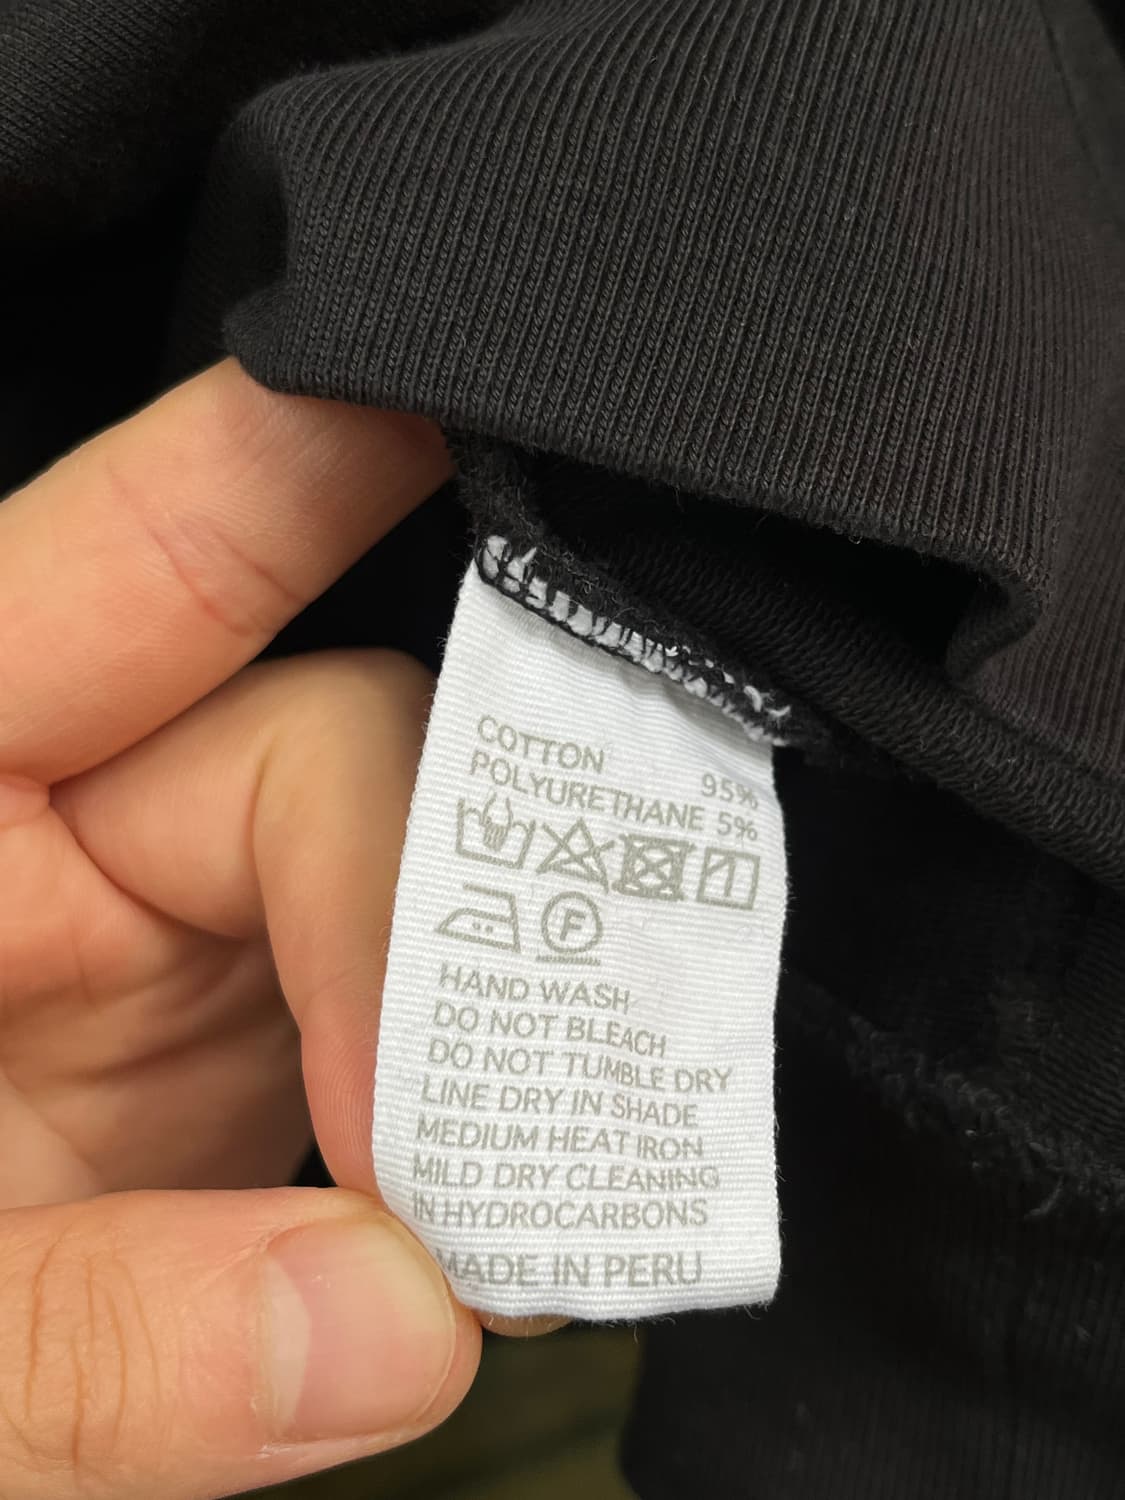 COTTON 95%
POLYURETHANE 5%
F
HAND WASH
DO NOT BLEACH
DO NOT TUMBLE DRY
LINE DRY IN SHADE
MEDIUM HEAT IRON
MILD DRY CLEANING
IN HYDROCARBONS
MADE IN PERU